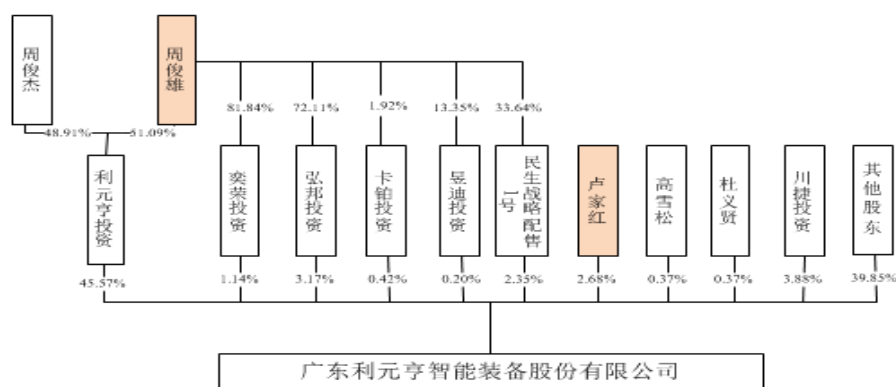 周俊杰
周俊雄
81.84%
72.11%
1.92%
13.35%
33.64%
48.91%
51.09%
利元亨投资
奕荣投资
弘邦投资
卡铂投资
昱迪投资
民生战略配售
1号
卢家红
高雪松
杜义贤
川捷投资
其他股东
45.57%
1.14%
3.17%
0.42%
0.20%
2.35%
2.68%
0.37%
0.37%
3.88%
39.85%
广东利元亨智能装备股份有限公司